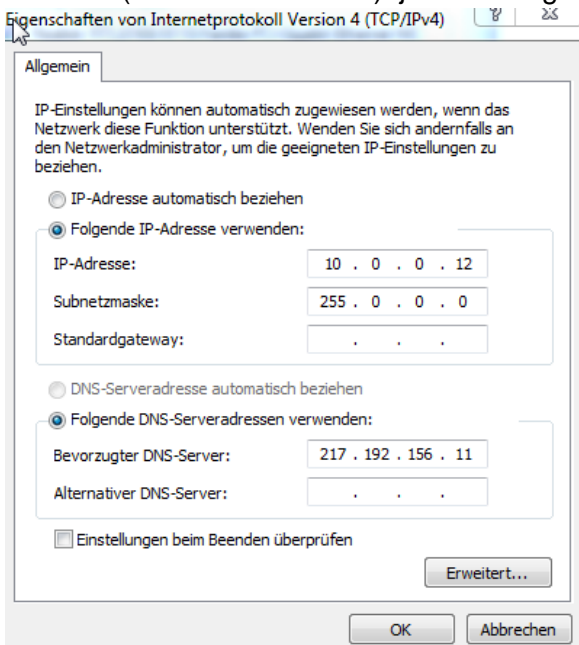 Eigenschaften von Internetprotokoll Version 4 (TCP/IPv4)
Allgemein
IP-Einstellungen können automatisch zugewiesen werden, wenn das
Netzwerk diese Funktion unterstützt. Wenden Sie sich andernfalls an
den Netzwerkadministrator, um die geeigneten IP-Einstellungen zu
beziehen.
IP-Adresse automatisch beziehen
Folgende IP-Adresse verwenden:
IP-Adresse: 10 . 0 . 0 . 12
Subnetzmaske: 255 . 0 . 0 . 0
Standardgateway: . . .
DNS-Serveradresse automatisch beziehen
Folgende DNS-Serveradressen verwenden:
Bevorzugter DNS-Server: 217 . 192 . 156 . 11
Alternativer DNS-Server: . . .
Einstellungen beim Beenden überprüfen
Erweitert...
OK Abbrechen